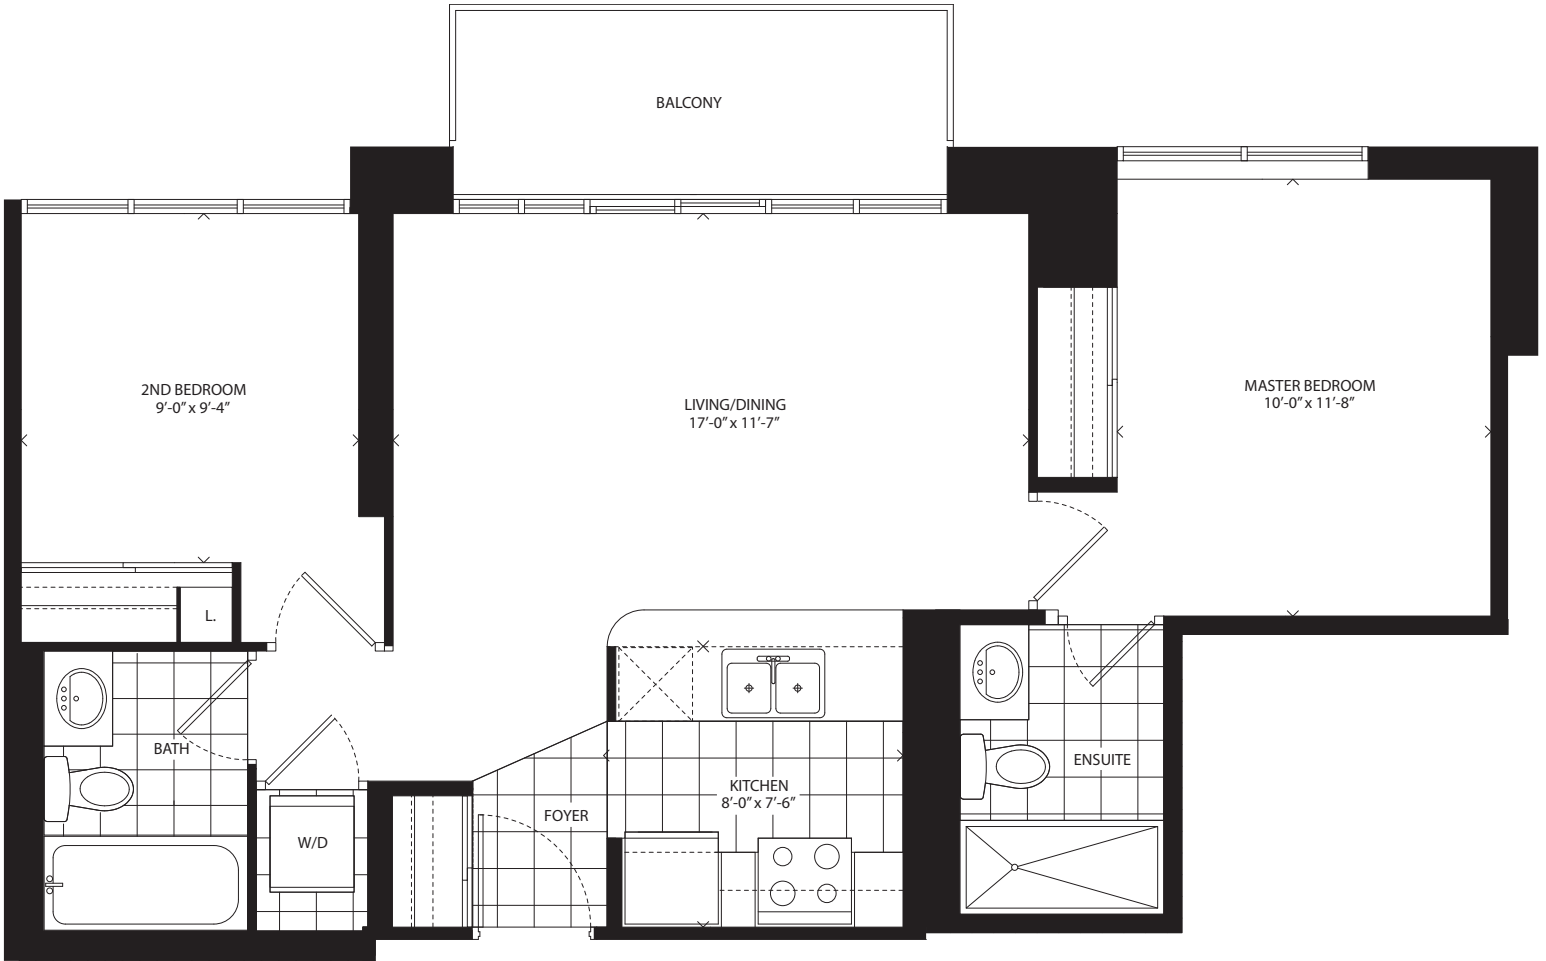 BALCONY
2ND BEDROOM
9’-0” x 9’-4”
LIVING/DINING
17’-0” x 11’-7”
MASTER BEDROOM
10’-0” x 11’-8”
L.
BATH
ENSUITE
KITCHEN
8’-0” x 7’-6”
FOYER
W/D